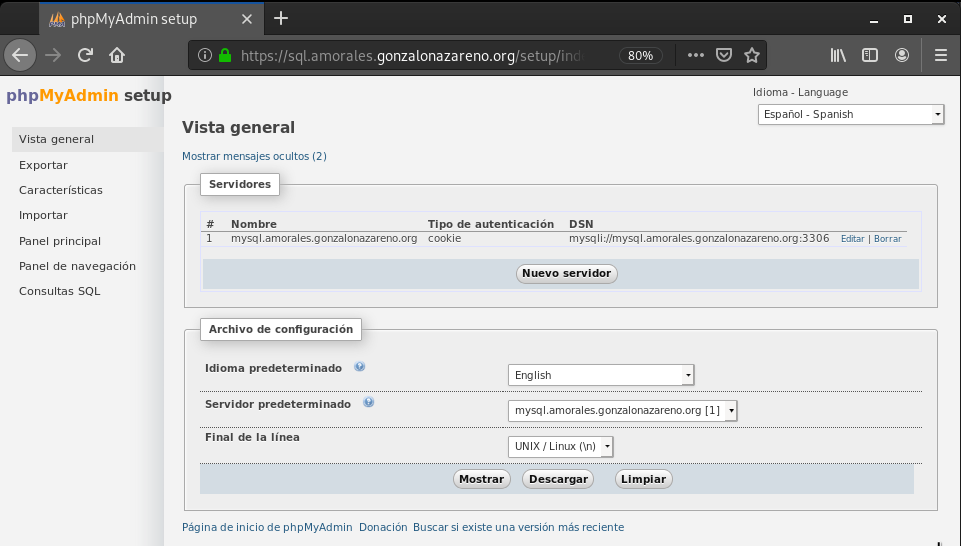 phpMyAdmin setup
https://sql.amorales.gonzalonazareno.org/setup/ind
80%
phpMyAdmin setup
Idioma - Language
Español - Spanish
Vista general
Exportar
Características
Importar
Panel principal
Panel de navegación
Consultas SQL
Vista general
Mostrar mensajes ocultos (2)
Servidores
# Nombre Tipo de autenticación DSN
1 mysql.amorales.gonzalonazareno.org cookie mysqli://mysql.amorales.gonzalonazareno.org:3306 Editar | Borrar
Nuevo servidor
Archivo de configuración
Idioma predeterminado English
Servidor predeterminado mysql.amorales.gonzalonazareno.org [1]
Final de la línea UNIX / Linux (\n)
Mostrar Descargar Limpiar
Página de inicio de phpMyAdmin Donación Buscar si existe una versión más reciente